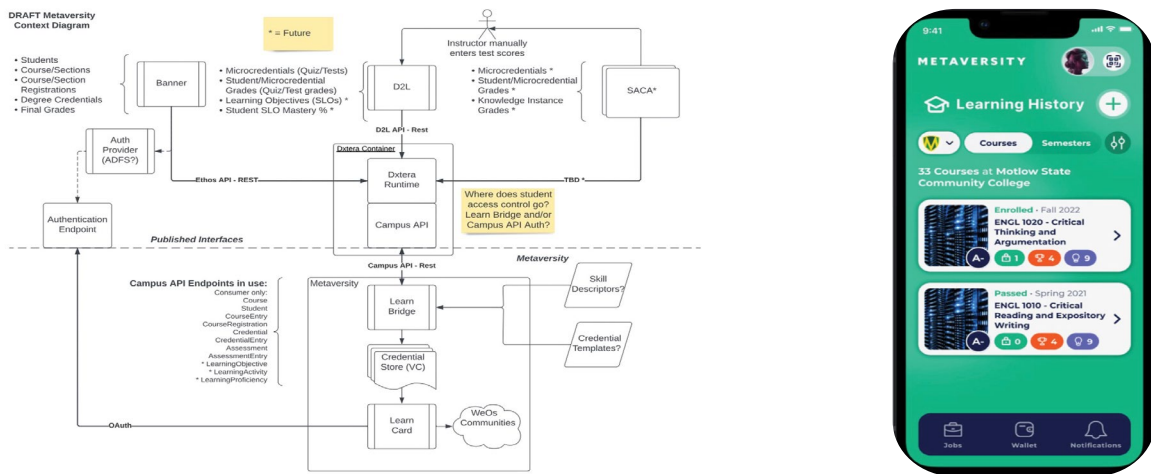 DRAFT Metaversity
Context Diagram
* = Future
Instructor manually
enters test scores
• Students
• Course/Sections
• Course/Section
Registrations
• Degree Credentials
• Final Grades
Banner
• Microcredentials (Quiz/Tests)
• Student/Microcredential
Grades (Quiz/Test grades)
• Learning Objectives (SLOs) *
• Student SLO Mastery % *
D2L
• Microcredentials *
• Student/Microcredential
Grades *
• Knowledge Instance
Grades *
SACA*
D2L API - Rest
Auth
Provider
(ADFS?)
Dxtera Container
Dxtera
Runtime
Ethos API - REST
TBD *
Where does student
access control go?
Learn Bridge and/or
Campus API Auth?
Authentication
Endpoint
Campus API
Published Interfaces
Metaversity
Campus API - Rest
Campus API Endpoints in use:
Consumer only:
Course
Student
CourseEntry
CourseRegistration
Credential
CredentialEntry
Assessment
AssessmentEntry
* LearningObjective
* LearningActivity
* LearningProficiency
Metaversity
Learn
Bridge
Skill
Descriptors?
Credential
Templates?
Credential
Store (VC)
OAuth
Learn
Card
WeOs
Communities
9:41
METAVERSITY
Learning History
Courses
Semesters
33 Courses at Motlow State
Community College
Enrolled • Fall 2022
ENGL 1020 - Critical
Thinking and
Argumentation
A-
1
4
9
Passed • Spring 2021
ENGL 1010 - Critical
Reading and Expository
Writing
A-
0
4
9
Jobs
Wallet
Notifications